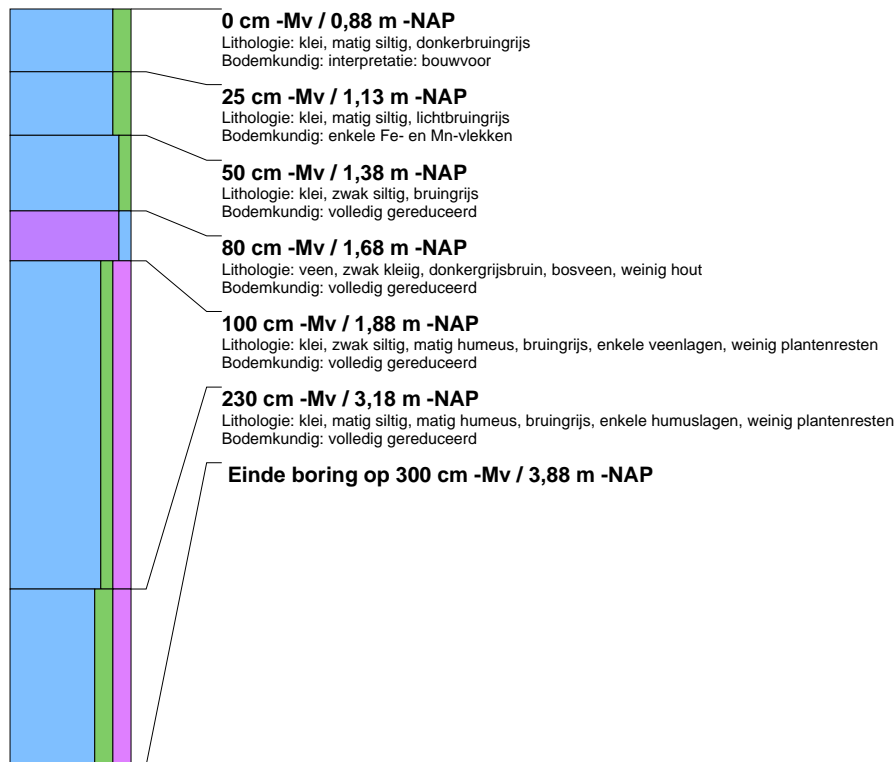 0 cm -Mv / 0,88 m -NAP
Lithologie: klei, matig siltig, donkerbruingrijs
Bodemkundig: interpretatie: bouwvoor
25 cm -Mv / 1,13 m -NAP
Lithologie: klei, matig siltig, lichtbruingrijs
Bodemkundig: enkele Fe- en Mn-vlekken
50 cm -Mv / 1,38 m -NAP
Lithologie: klei, zwak siltig, bruingrijs
Bodemkundig: volledig gereduceerd
80 cm -Mv / 1,68 m -NAP
Lithologie: veen, zwak kleiig, donkergrijsbruin, bosveen, weinig hout
Bodemkundig: volledig gereduceerd
100 cm -Mv / 1,88 m -NAP
Lithologie: klei, zwak siltig, matig humeus, bruingrijs, enkele veenlagen, weinig plantenresten
Bodemkundig: volledig gereduceerd
230 cm -Mv / 3,18 m -NAP
Lithologie: klei, matig siltig, matig humeus, bruingrijs, enkele humuslagen, weinig plantenresten
Bodemkundig: volledig gereduceerd
Einde boring op 300 cm -Mv / 3,88 m -NAP